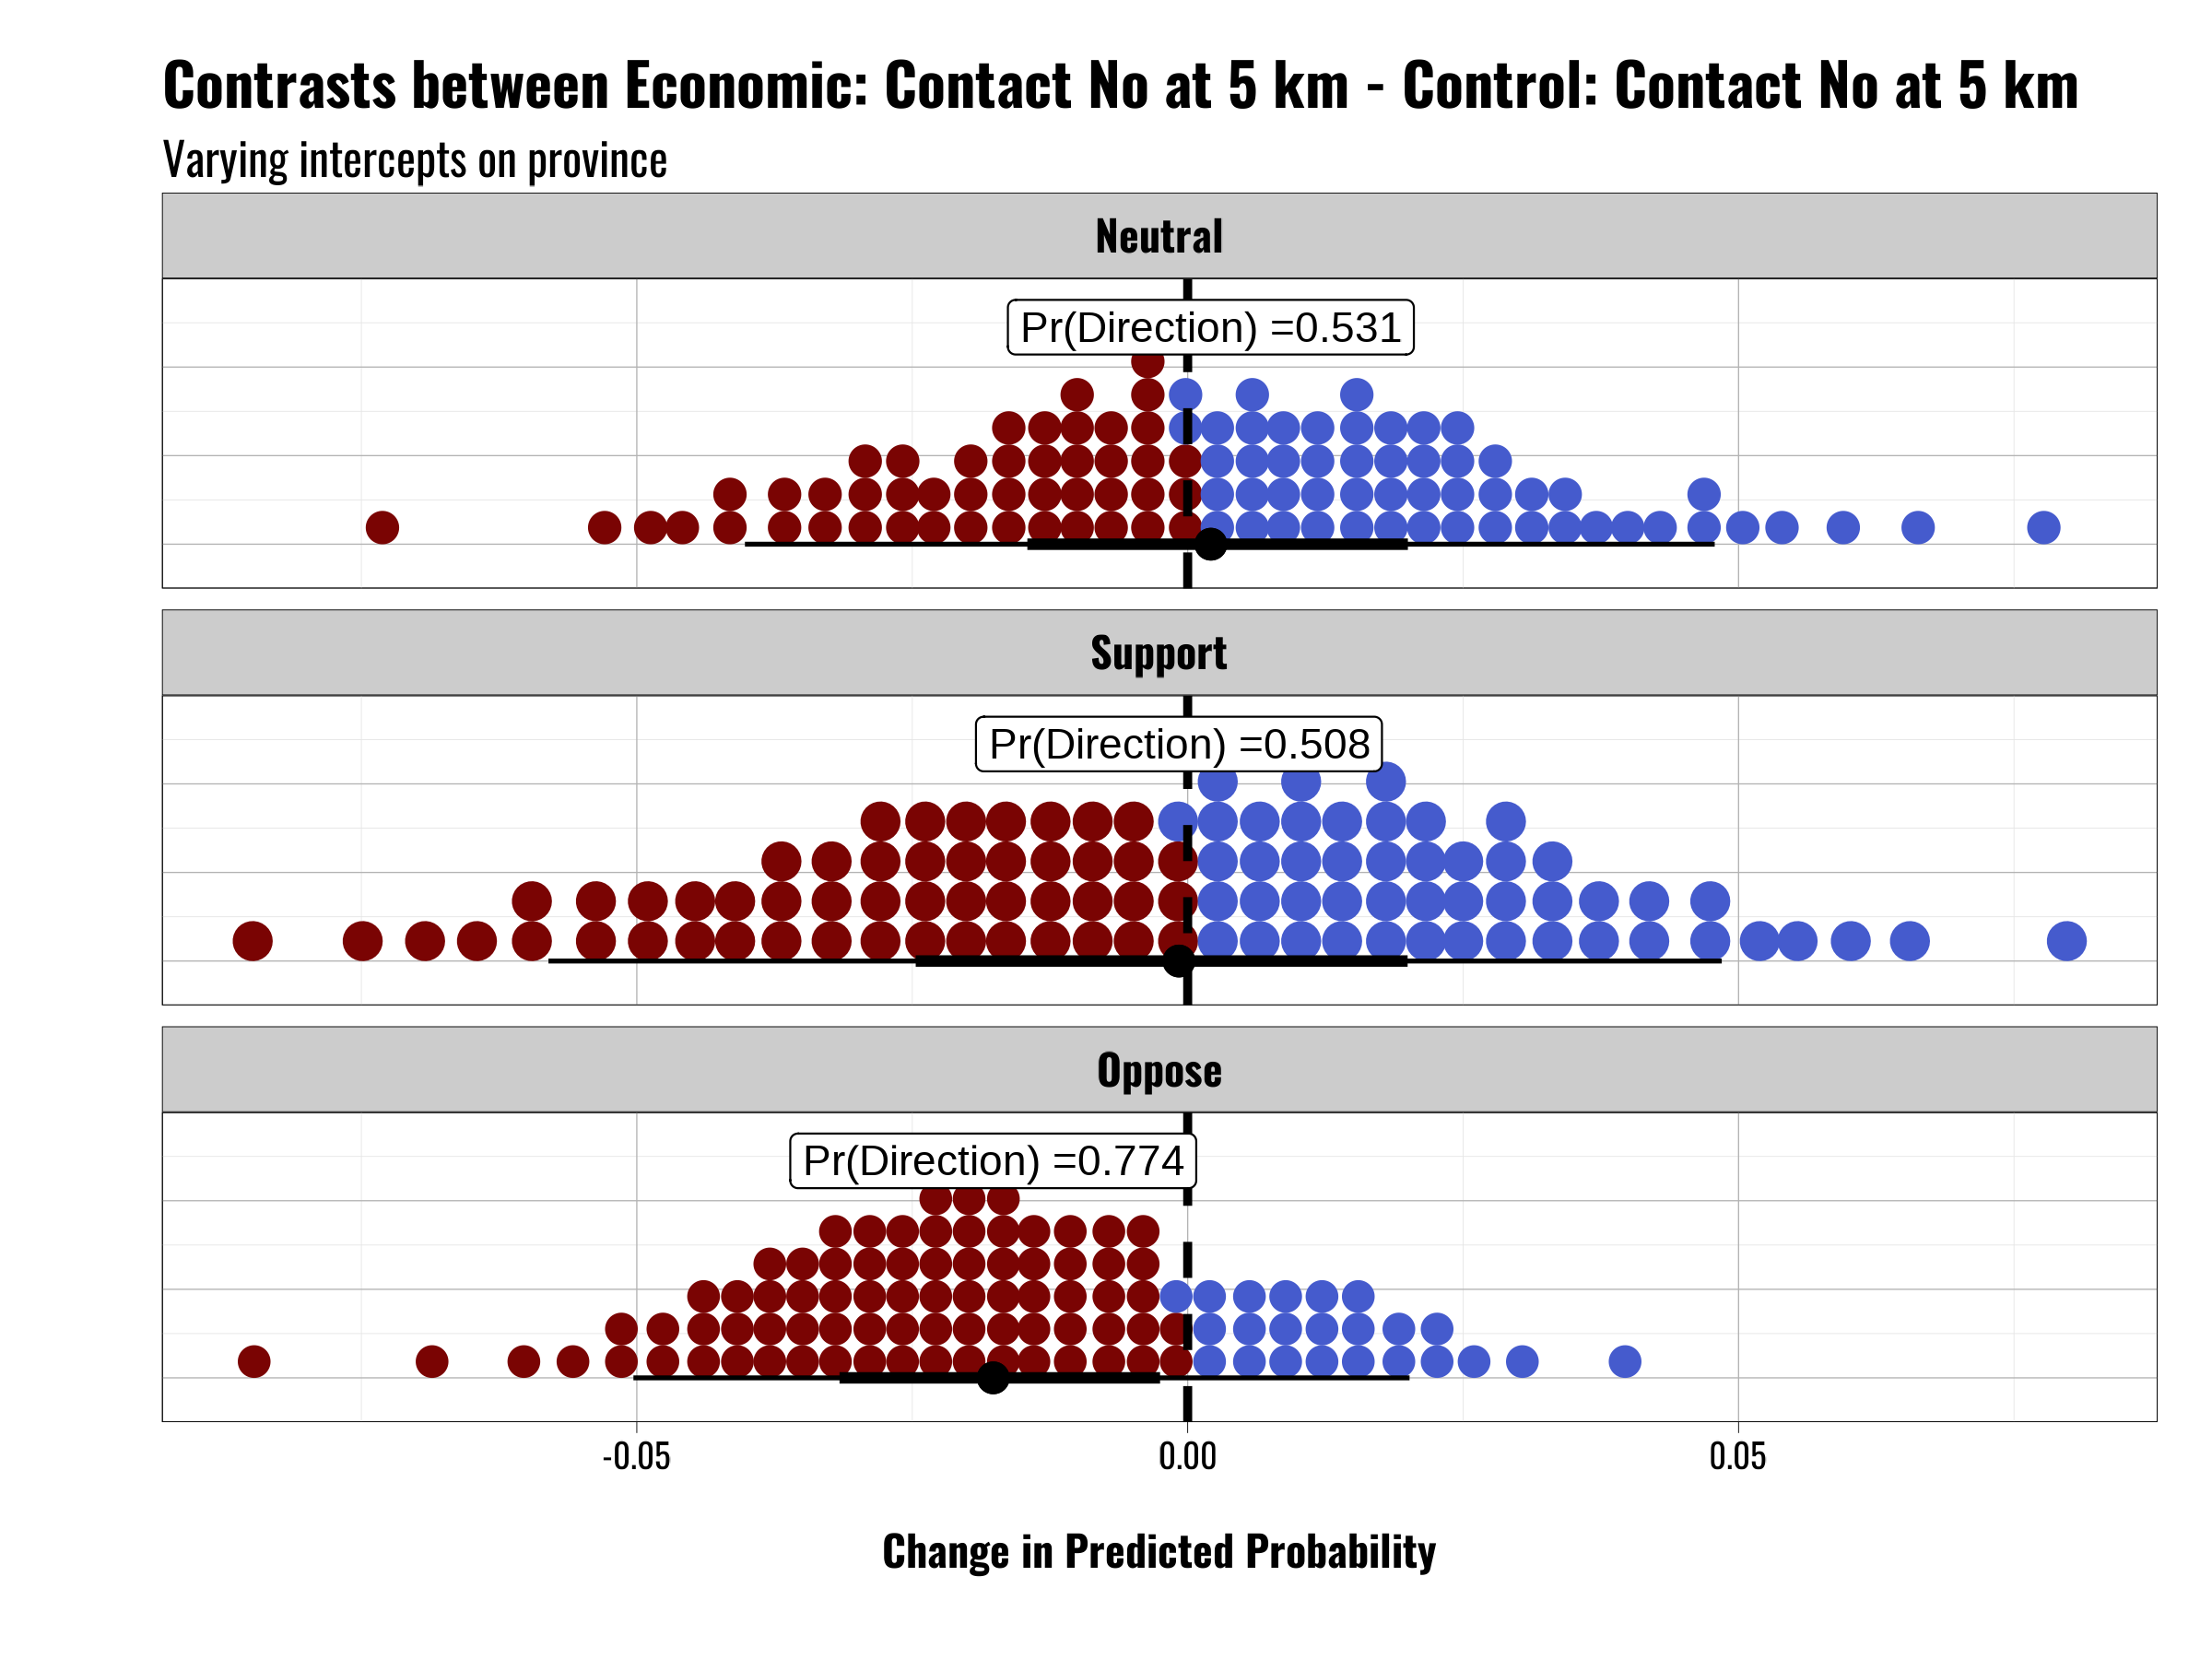 Contrasts between Economic: Contact No at 5 km - Control: Contact No at 5 km
Varying intercepts on province
Neutral
Pr(Direction) =0.531
Support
Pr(Direction) =0.508
Oppose
Pr(Direction) =0.774
-0.05 0.00 0.05
Change in Predicted Probability